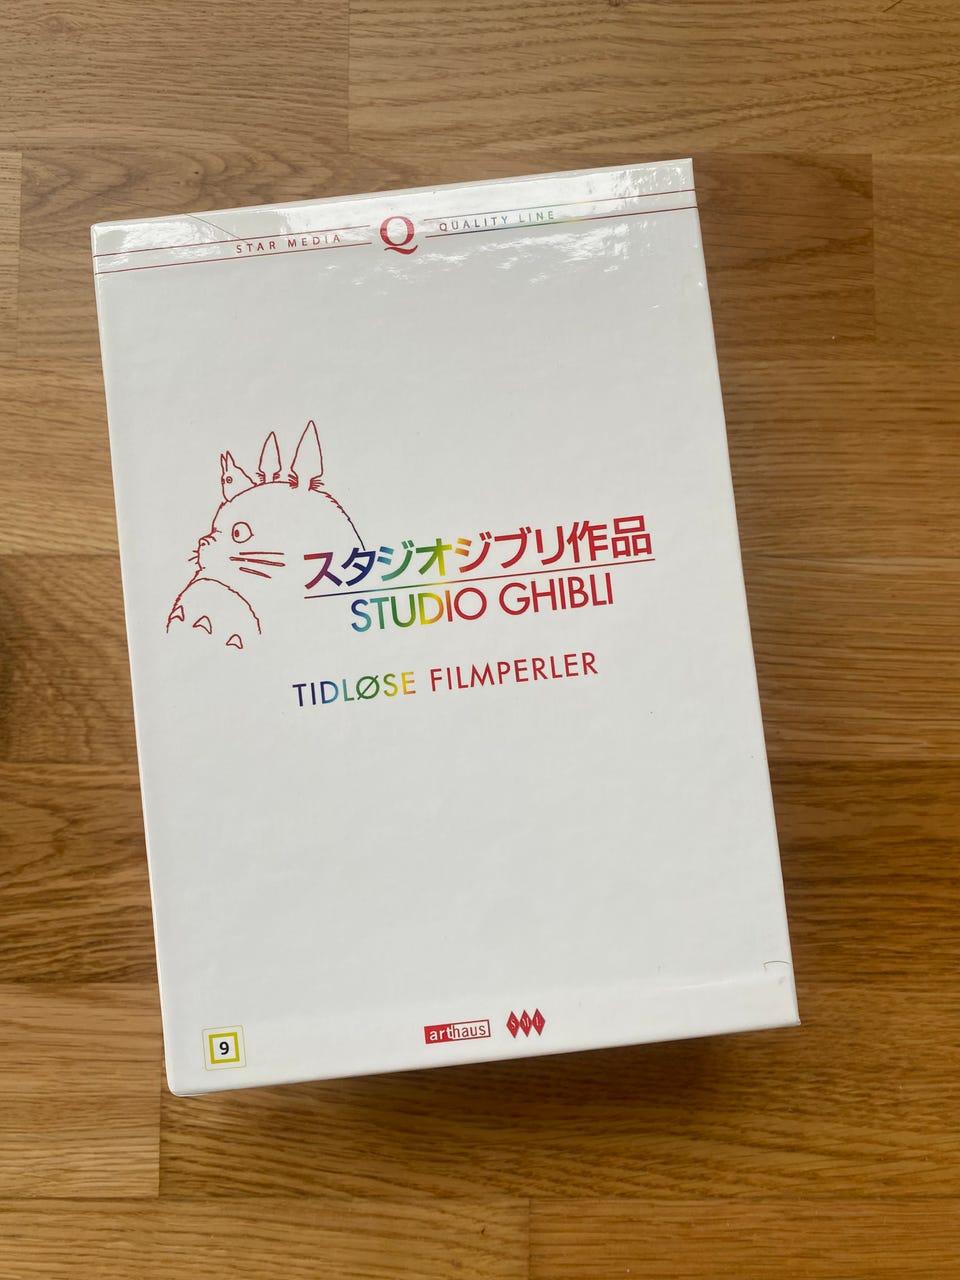 STAR MEDIA Q QUALITY LINE
スタジオジブリ作品
STUDIO GHIBLI
TIDLØSE FILMPERLER
9
arthaus SML